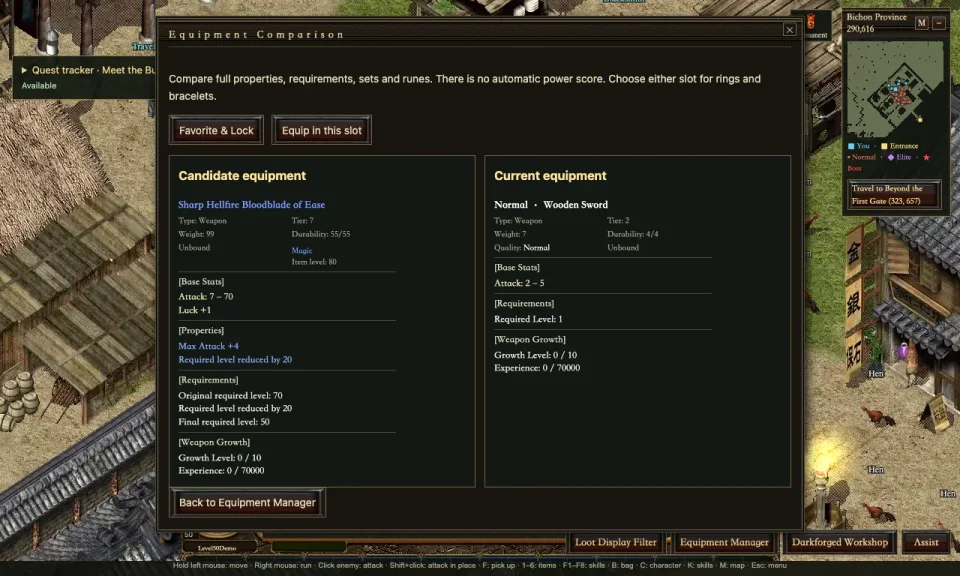 Equipment Comparison
Compare full properties, requirements, sets and runes. There is no automatic power score. Choose either slot for rings and
bracelets.
Favorite & Lock
Equip in this slot
Candidate equipment
Sharp Hellfire Bloodblade of Ease
Type: Weapon
Tier: 7
Weight: 99
Durability: 55/55
Unbound
Magic
Item level: 80
[Base Stats]
Attack: 7 – 70
Luck +1
[Properties]
Max Attack +4
Required level reduced by 20
[Requirements]
Original required level: 70
Required level reduced by 20
Final required level: 50
[Weapon Growth]
Growth Level: 0 / 10
Experience: 0 / 70000
Current equipment
Normal · Wooden Sword
Type: Weapon
Tier: 2
Weight: 7
Durability: 4/4
Quality: Normal
Unbound
[Base Stats]
Attack: 2 – 5
[Requirements]
Required Level: 1
[Weapon Growth]
Growth Level: 0 / 10
Experience: 0 / 70000
Back to Equipment Manager
Travel
▶ Quest tracker · Meet the Bu
Available
Bichon Province
290,616
M
You · Entrance
Normal · Elite ·
Boss
Travel to Beyond the
First Gate (323, 657)
金
銀
Hen
Hen
Hen
50
Level50Demo
Loot Display Filter
Equipment Manager
Darkforged Workshop
Assist
Hold left mouse: move · Right mouse: run · Click enemy: attack · Shift+click: attack in place · F: pick up · 1–6: items · F1–F8: skills · B: bag · C: character · K: skills · M: map · Esc: menu